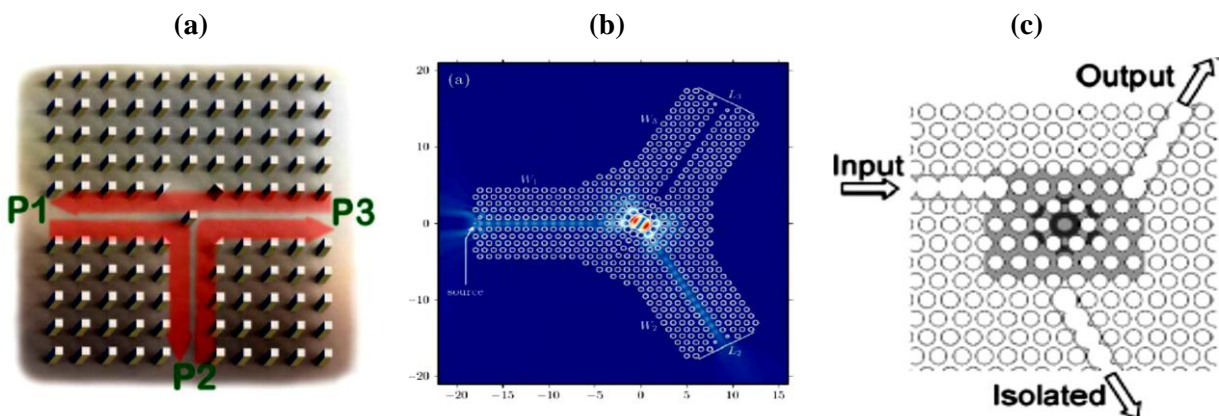 (a) (b) (c)
P1 P3
P2
(a)
L₃
W₃
W₁
source
W₂
L₂
20
10
0
−10
−20
−20 −15 −10 −5 0 5 10
Output
Input
Isolated